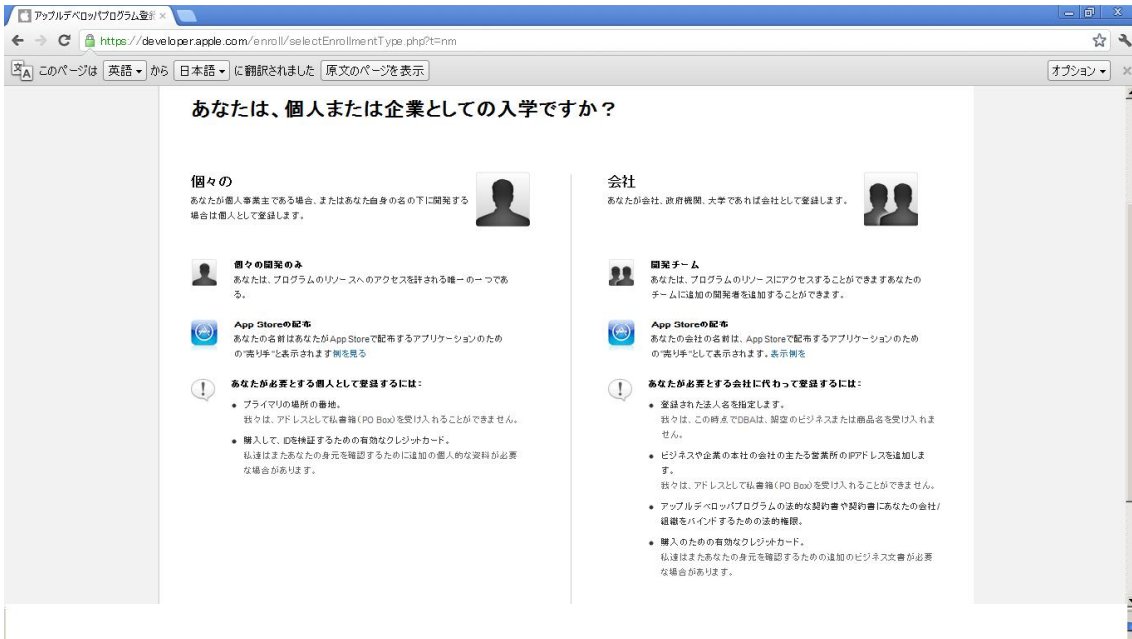 アップルデベロッパプログラム登録
https://developer.apple.com/enroll/selectEnrollmentType.php?t=nm
このページは 英語 から 日本語 に翻訳されました 原文のページを表示 オプション
あなたは、個人または企業としての入学ですか？
個々の
あなたが個人事業主である場合、またはあなた自身の名の下に開発する
場合は個人として登録します。
個々の開発のみ
あなたは、プログラムのリソースへのアクセスを許される唯一の一つであ
る。
App Storeの配布
あなたの名前はあなたがApp Storeで配布するアプリケーションのため
の"売り手"と表示されます 例を見る
あなたが必要とする個人として登録するには：
プライマリの場所の番地。
我々は、アドレスとして私書箱（PO Box）を受け入れることができません。
購入して、IDを検証するための有効なクレジットカード。
私達はまたあなたの身元を確認するために追加の個人的な資料が必要
な場合があります。
会社
あなたが会社、政府機関、大学であれば会社として登録します。
開発チーム
あなたは、プログラムのリソースにアクセスすることができますあなたの
チームに追加の開発者を追加することができます。
App Storeの配布
あなたの会社の名前は、App Storeで配布するアプリケーションのため
の"売り手"として表示されます。表示例を
あなたが必要とする会社に代わって登録するには：
登録された法人名を指定します。
我々は、この時点でDBAは、架空のビジネスまたは商品名を受け入れま
せん。
ビジネスや企業の本社の会社の主たる営業所のIPアドレスを追加しま
す。
我々は、アドレスとして私書箱（PO Box）を受け入れることができません。
アップルデベロッパプログラムの法的な契約書や契約書にあなたの会社/
組織をバインドするための法的権限。
購入のための有効なクレジットカード。
私達はまたあなたの身元を確認するための追加のビジネス文書が必要
な場合があります。